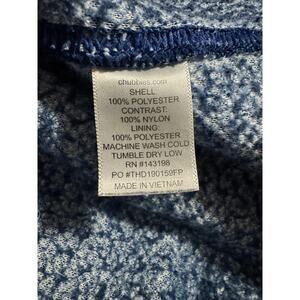 chubbies.com
SHELL:
100% POLYESTER
CONTRAST:
100% NYLON
LINING:
100% POLYESTER
MACHINE WASH COLD
TUMBLE DRY LOW
RN #143198
PO #THD190159FP
MADE IN VIETNAM